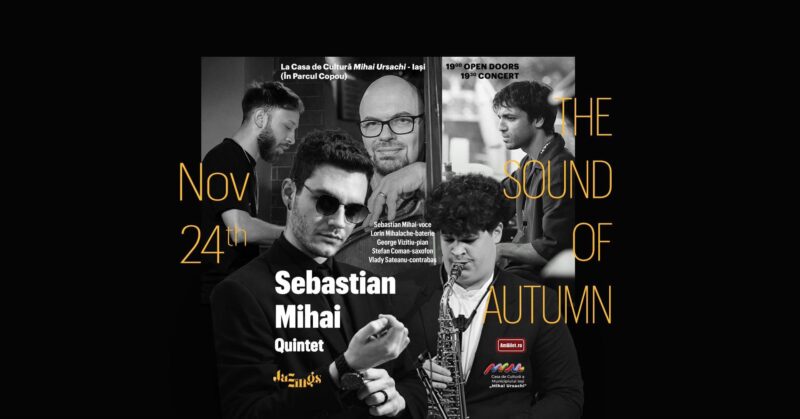 La Casa de Cultură Mihai Ursachi - Iași
(În Parcul Copou)
19⁰⁰ OPEN DOORS
19³⁰ CONCERT
THE
SOUND
OF
AUTUMN
Nov
24th
Sebastian Mihai-voce
Lorin Mihalache-baterie
George Vizitiu-pian
Stefan Coman-saxofon
Vlady Sateanu-contrabas
Sebastian
Mihai
Quintet
Jazzings
AmBilet.ro
Casa de Cultură a
Municipiului Iași
„Mihai Ursachi”